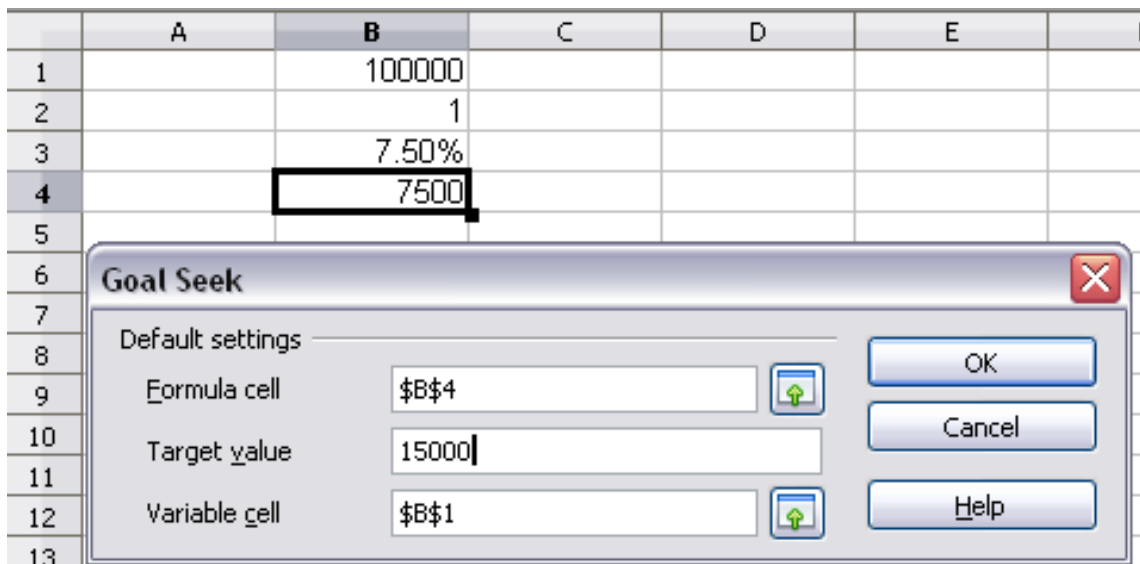 A B C D E
1 100000
2 1
3 7.50%
4 7500
5
6
7
8
9
10
11
12
13
Goal Seek
Default settings
Formula cell $B$4
OK
Target value 15000
Cancel
Variable cell $B$1
Help